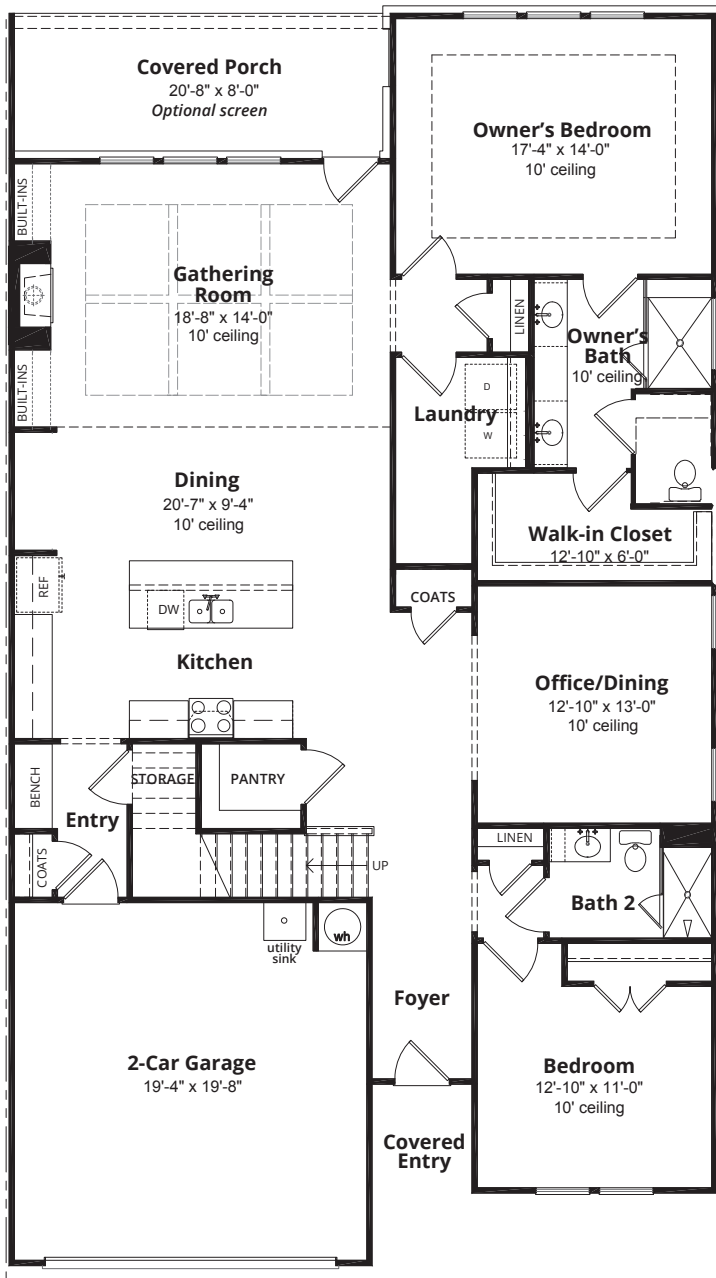 Covered Porch
20'-8" x 8'-0"
Optional screen
Owner's Bedroom
17'-4" x 14'-0"
10' ceiling
BUILT-INS
Gathering
Room
18'-8" x 14'-0"
10' ceiling
BUILT-INS
LINEN
Owner's
Bath
10' ceiling
D
W
Laundry
Dining
20'-7" x 9'-4"
10' ceiling
Walk-in Closet
12'-10" x 6'-0"
REF
DW
COATS
Kitchen
Office/Dining
12'-10" x 13'-0"
10' ceiling
BENCH
STORAGE
PANTRY
Entry
COATS
UP
LINEN
Bath 2
utility
sink
wh
Foyer
2-Car Garage
19'-4" x 19'-8"
Bedroom
12'-10" x 11'-0"
10' ceiling
Covered
Entry